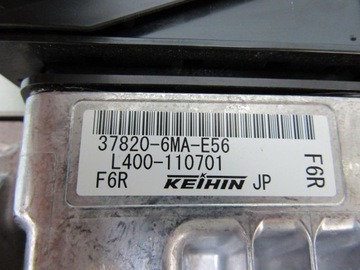 37820-6MA-E56
L400-110701
F6R KEIHIN JP
F6R